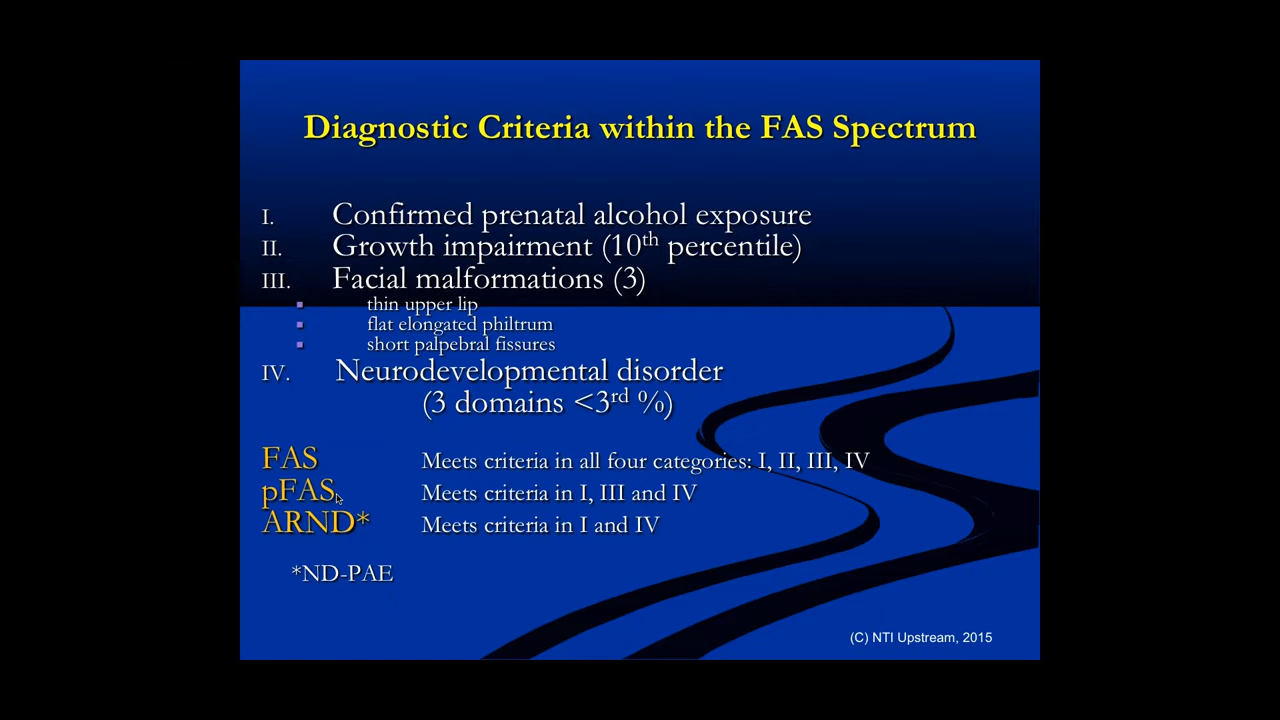 Diagnostic Criteria within the FAS Spectrum
I. Confirmed prenatal alcohol exposure
II. Growth impairment (10th percentile)
III. Facial malformations (3)
▪ thin upper lip
▪ flat elongated philtrum
▪ short palpebral fissures
IV. Neurodevelopmental disorder
(3 domains <3rd %)
FAS Meets criteria in all four categories: I, II, III, IV
pFAS Meets criteria in I, III and IV
ARND* Meets criteria in I and IV
*ND-PAE
(C) NTI Upstream, 2015